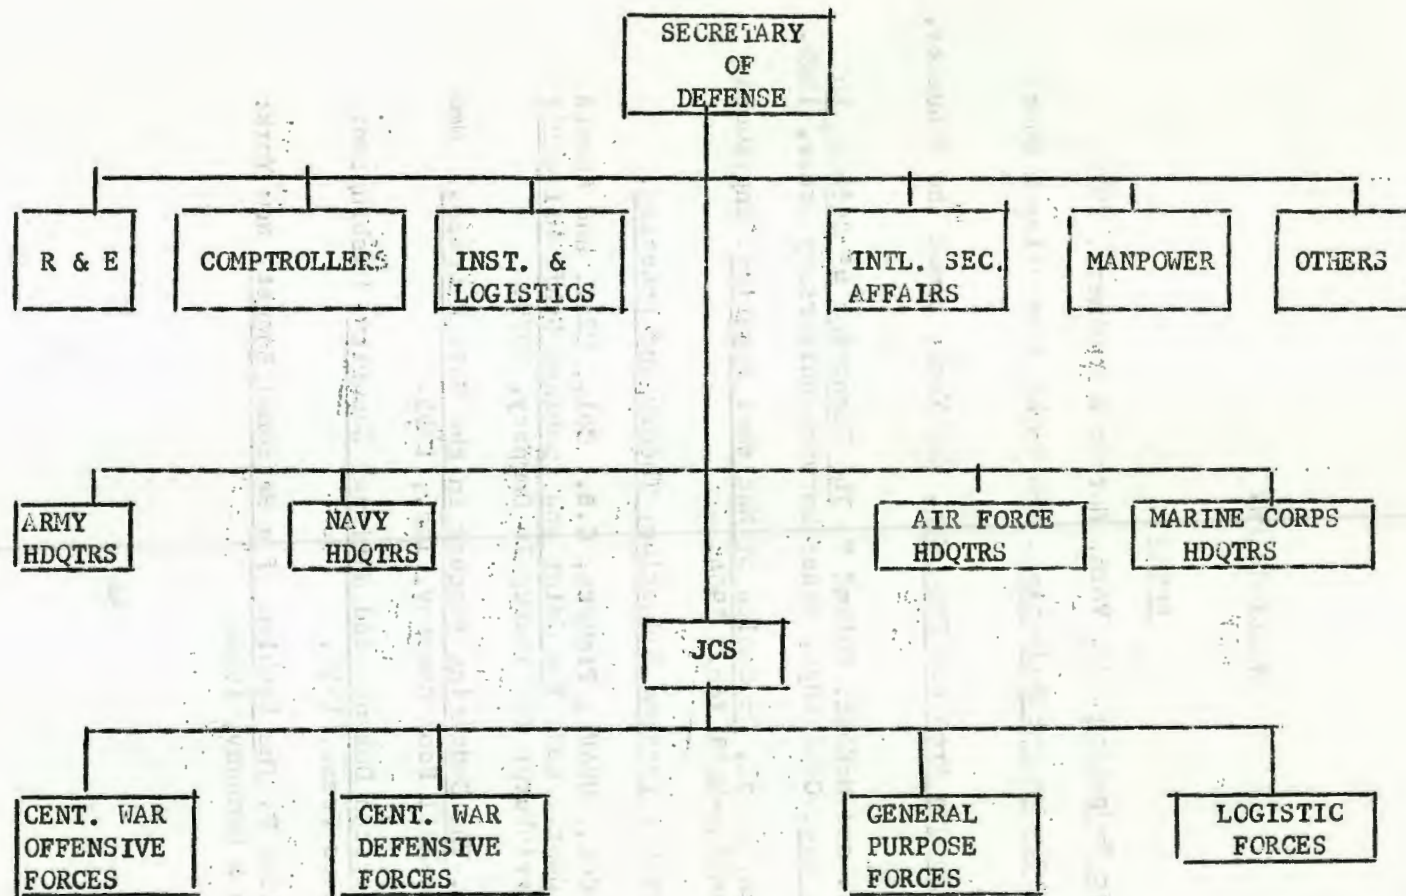 SECRETARY
OF
DEFENSE
R & E
COMPTROLLERS
INST. &
LOGISTICS
INTL. SEC.
AFFAIRS
MANPOWER
OTHERS
ARMY
HDQTRS
NAVY
HDQTRS
AIR FORCE
HDQTRS
MARINE CORPS
HDQTRS
JCS
CENT. WAR
OFFENSIVE
FORCES
CENT. WAR
DEFENSIVE
FORCES
GENERAL
PURPOSE
FORCES
LOGISTIC
FORCES